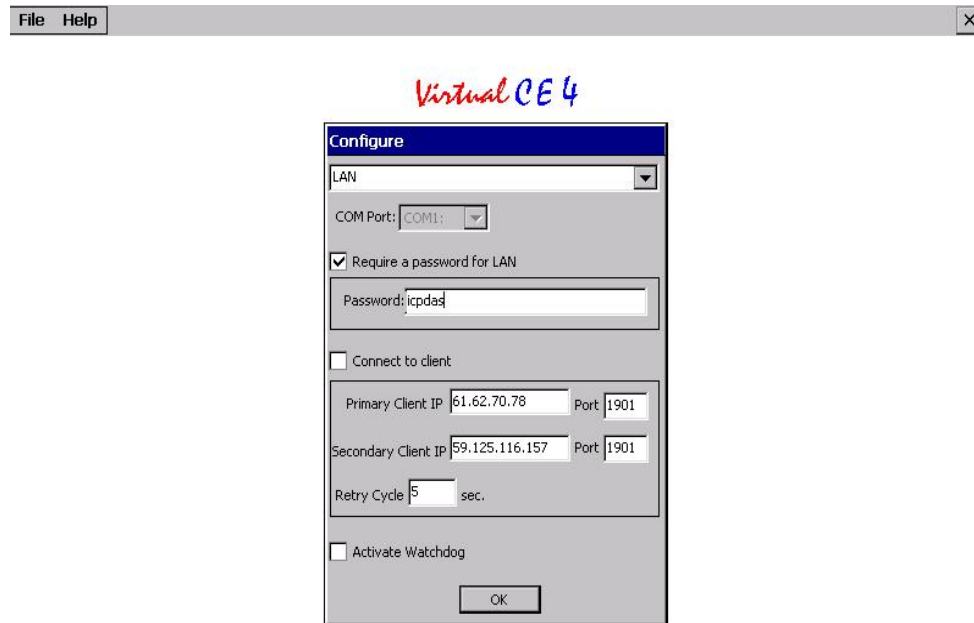 File Help
Virtual CE 4
Configure
LAN
COM Port: COM1:
Require a password for LAN
Password: icpdas
Connect to client
Primary Client IP 61.62.70.78 Port 1901
Secondary Client IP 59.125.116.157 Port 1901
Retry Cycle 5 sec.
Activate Watchdog
OK